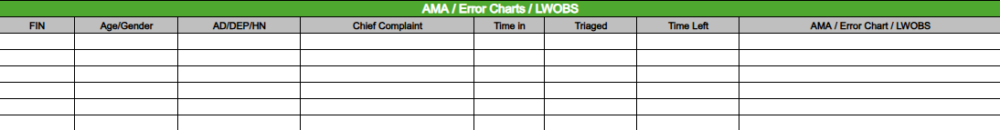 AMA / Error Charts / LWOBS
FIN Age/Gender AD/DEP/HN Chief Complaint Time in Triaged Time Left AMA / Error Chart / LWOBS